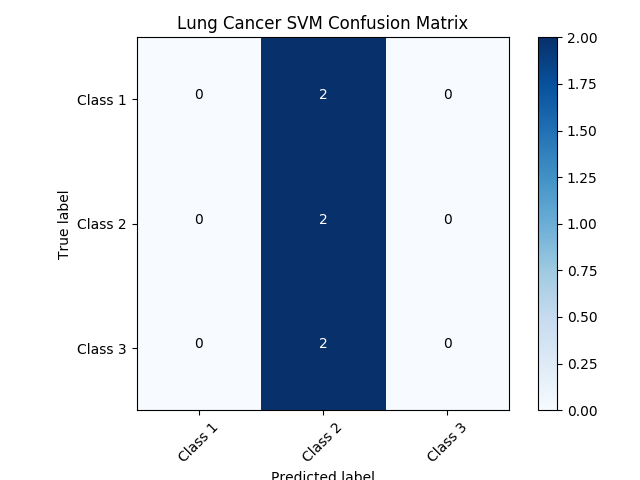 Lung Cancer SVM Confusion Matrix
True label
Class 1
0 2 0
Class 2
0 2 0
Class 3
0 2 0
Class 1 Class 2 Class 3
Predicted label
2.00
1.75
1.50
1.25
1.00
0.75
0.50
0.25
0.00